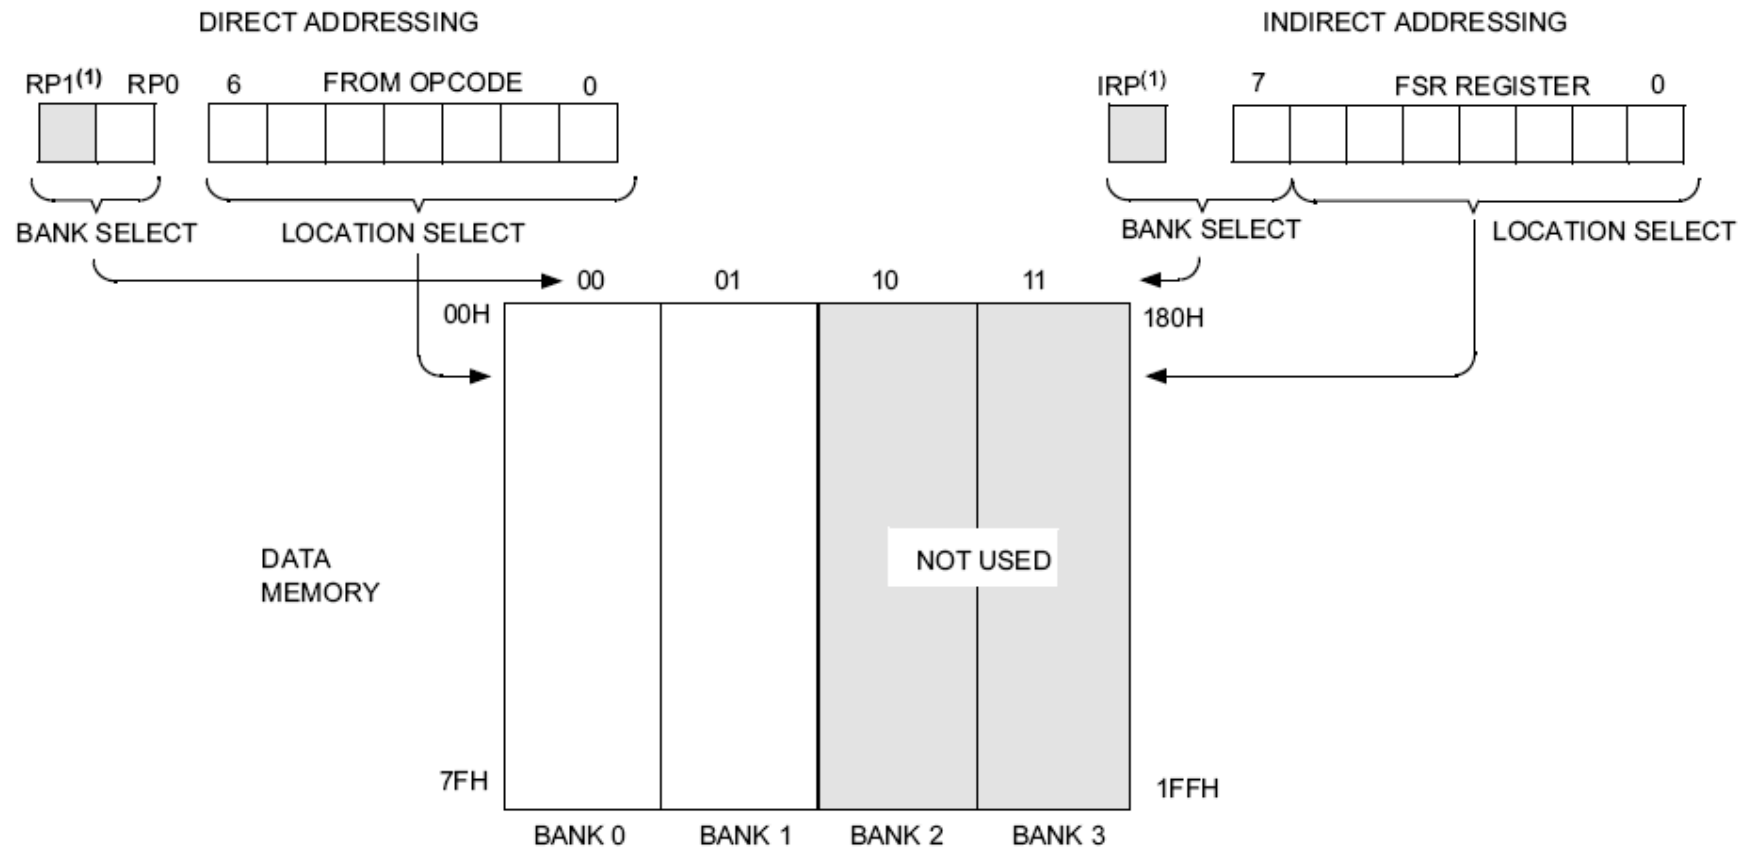 DIRECT ADDRESSING
INDIRECT ADDRESSING
RP1(1) RP0 6 FROM OPCODE 0
IRP(1) 7 FSR REGISTER 0
BANK SELECT LOCATION SELECT
BANK SELECT LOCATION SELECT
00 01 10 11
00H 180H
DATA
MEMORY
NOT USED
7FH 1FFH
BANK 0 BANK 1 BANK 2 BANK 3